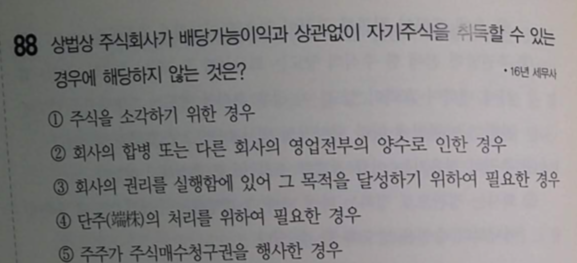 88 상법상 주식회사가 배당가능이익과 상관없이 자기주식을 취득할 수 있는
경우에 해당하지 않는 것은?
• 16년 세무사
① 주식을 소각하기 위한 경우
② 회사의 합병 또는 다른 회사의 영업전부의 양수로 인한 경우
③ 회사의 권리를 실행함에 있어 그 목적을 달성하기 위하여 필요한 경우
④ 단주(端株)의 처리를 위하여 필요한 경우
⑤ 주주가 주식매수청구권을 행사한 경우